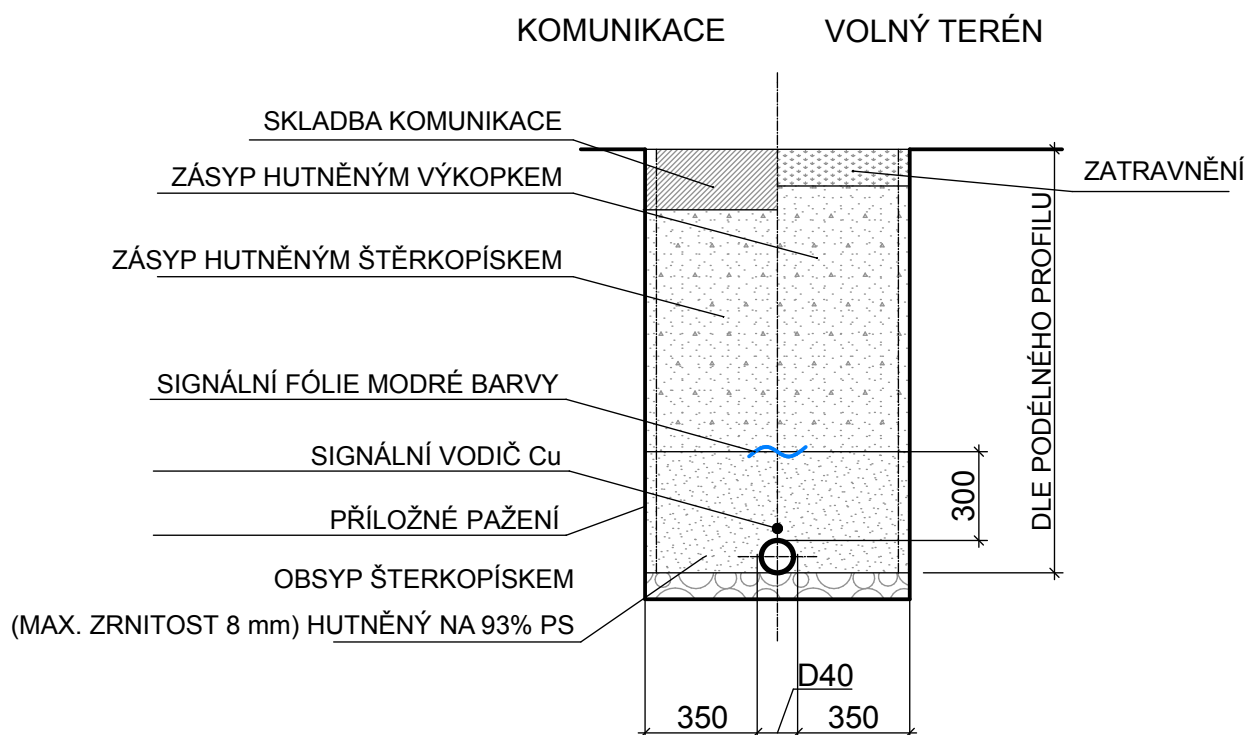 KOMUNIKACE
VOLNÝ TERÉN
SKLADBA KOMUNIKACE
ZÁSYP HUTNĚNÝM VÝKOPKEM
ZATRAVNĚNÍ
ZÁSYP HUTNĚNÝM ŠTĚRKOPÍSKEM
DLE PODÉLNÉHO PROFILU
SIGNÁLNÍ FÓLIE MODRÉ BARVY
SIGNÁLNÍ VODIČ Cu
300
PŘÍLOŽNÉ PAŽENÍ
OBSYP ŠTERKOPÍSKEM
(MAX. ZRNITOST 8 mm) HUTNĚNÝ NA 93% PS
D40
350
350